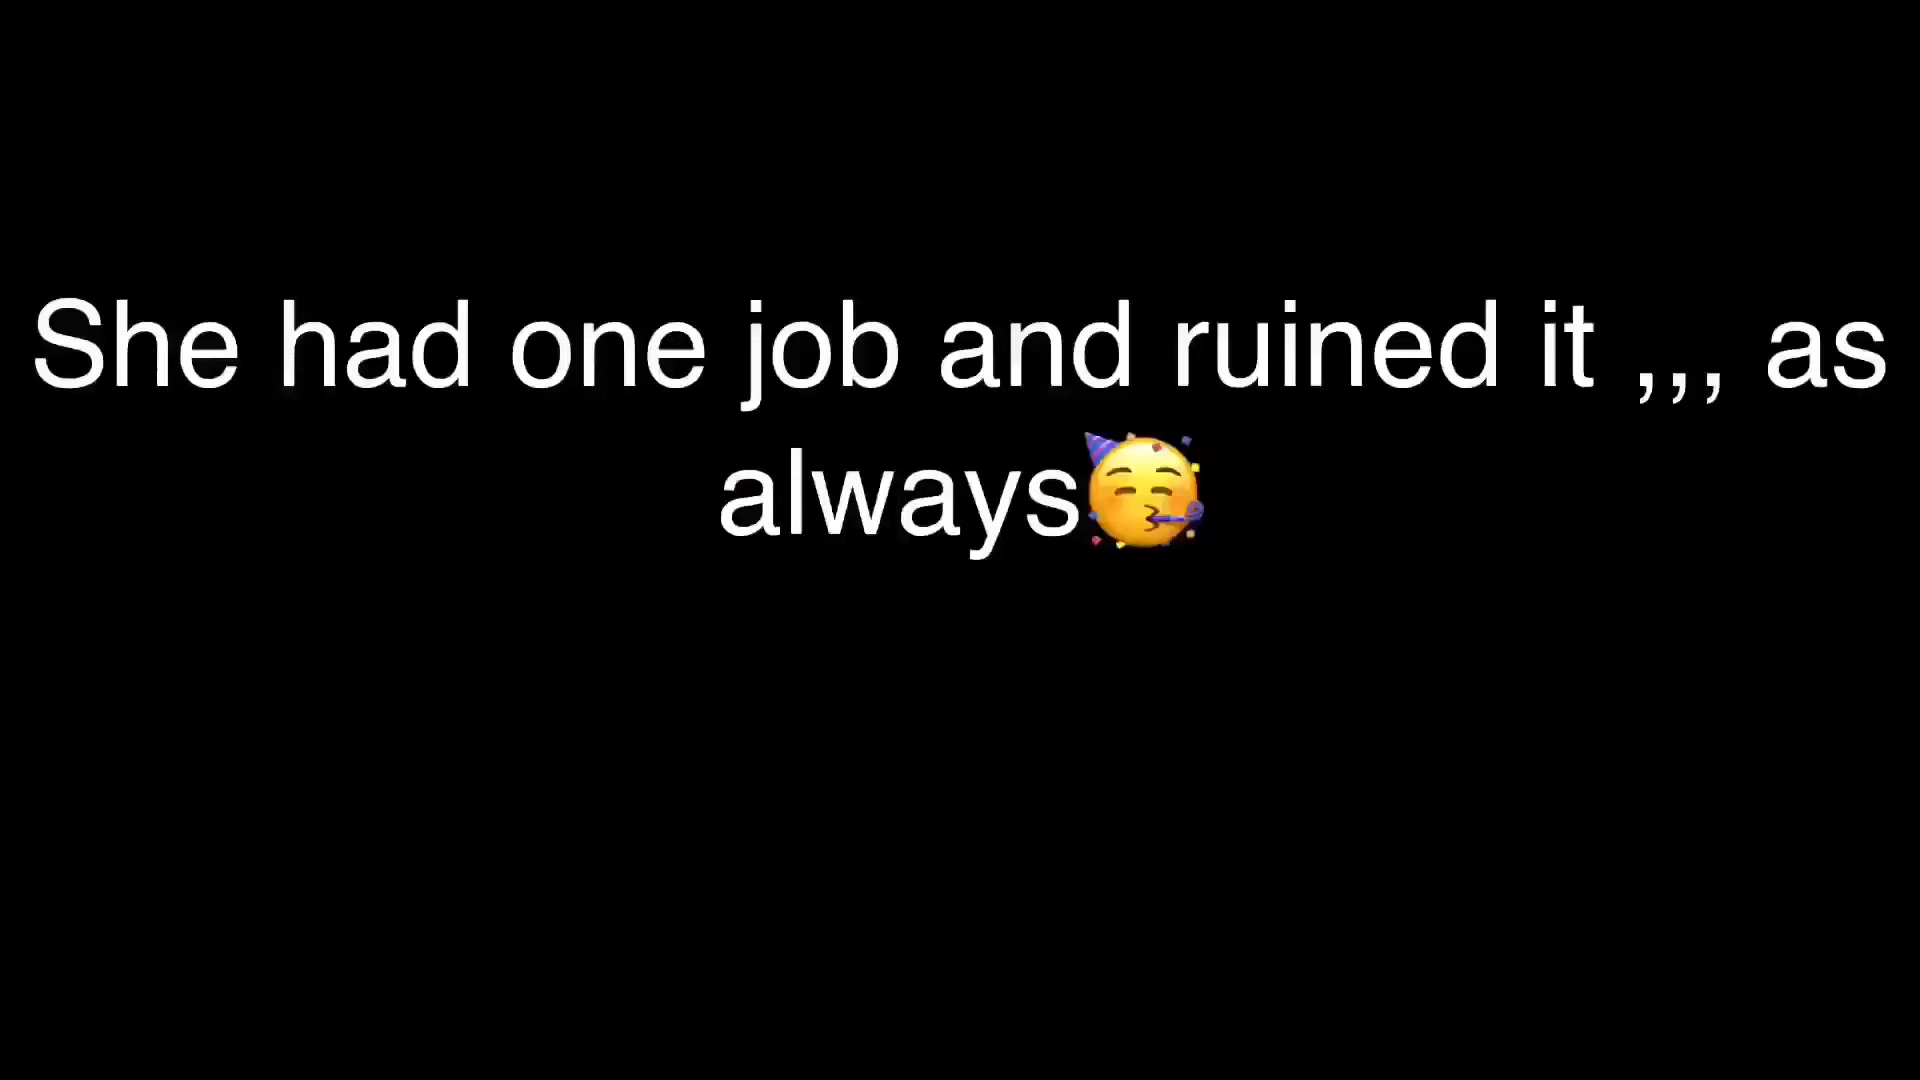 She had one job and ruined it ,,, as
always🥳